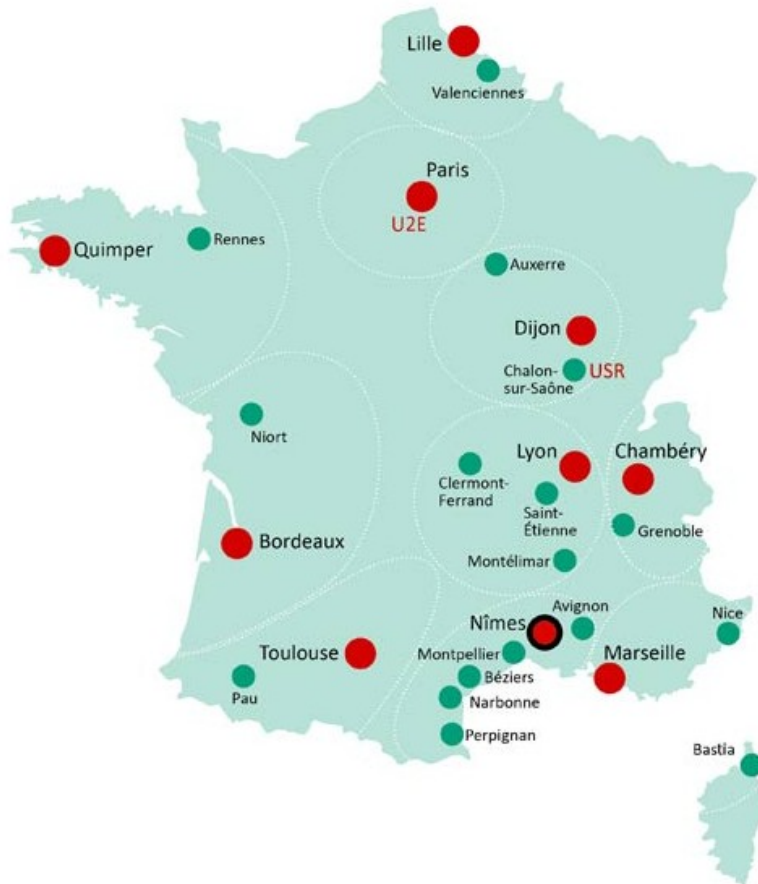 Lille
Valenciennes
Paris
U2E
Rennes
Quimper
Auxerre
Dijon
Chalon-
sur-Saône
USR
Niort
Lyon
Chambéry
Clermont-
Ferrand
Saint-
Étienne
Grenoble
Bordeaux
Montélimar
Avignon
Nîmes
Nice
Toulouse
Montpellier
Marseille
Béziers
Pau
Narbonne
Perpignan
Bastia